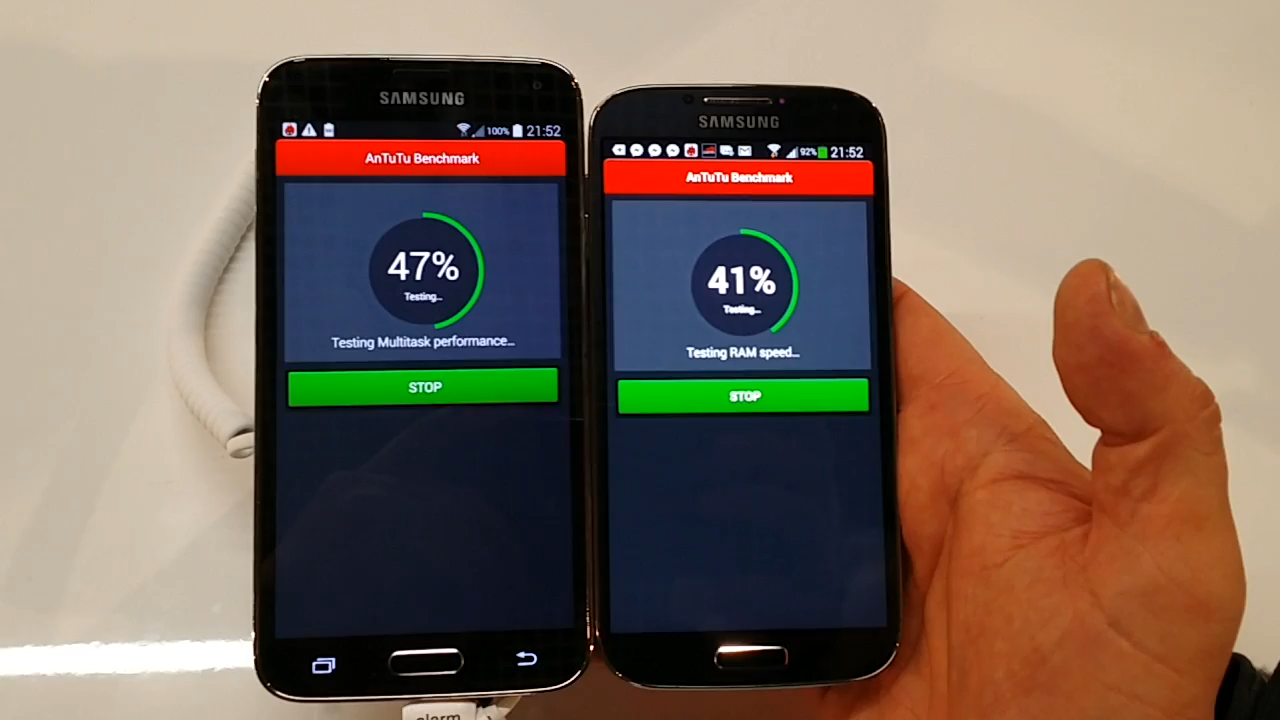 SAMSUNG
100% 21:52
AnTuTu Benchmark
47%
Testing...
Testing Multitask performance...
STOP
SAMSUNG
92% 21:52
AnTuTu Benchmark
41%
Testing...
Testing RAM speed...
STOP
alarm